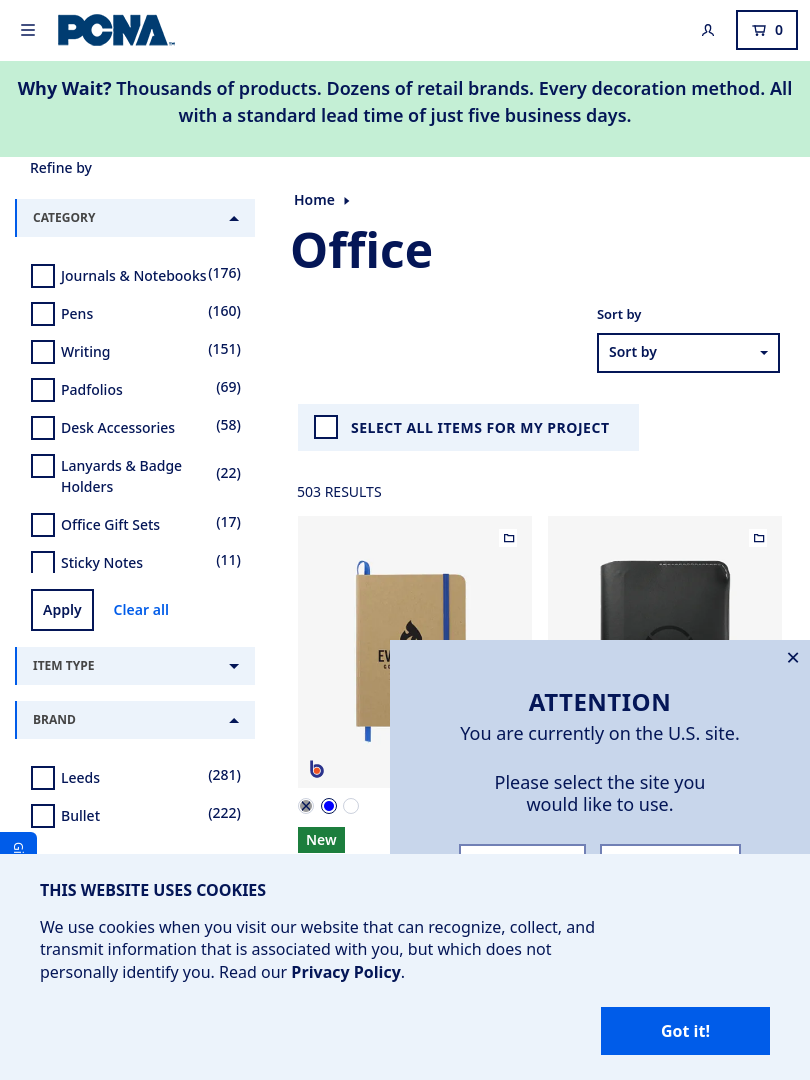 PCNA
0
Why Wait? Thousands of products. Dozens of retail brands. Every decoration method. All
with a standard lead time of just five business days.
Refine by
CATEGORY
Journals & Notebooks (176)
Pens (160)
Writing (151)
Padfolios (69)
Desk Accessories (58)
Lanyards & Badge
Holders (22)
Office Gift Sets (17)
Sticky Notes (11)
Apply Clear all
ITEM TYPE
BRAND
Leeds (281)
Bullet (222)
Home
Office
Sort by
Sort by
SELECT ALL ITEMS FOR MY PROJECT
503 RESULTS
New
ATTENTION
You are currently on the U.S. site.
Please select the site you
would like to use.
THIS WEBSITE USES COOKIES
We use cookies when you visit our website that can recognize, collect, and
transmit information that is associated with you, but which does not
personally identify you. Read our Privacy Policy.
Got it!